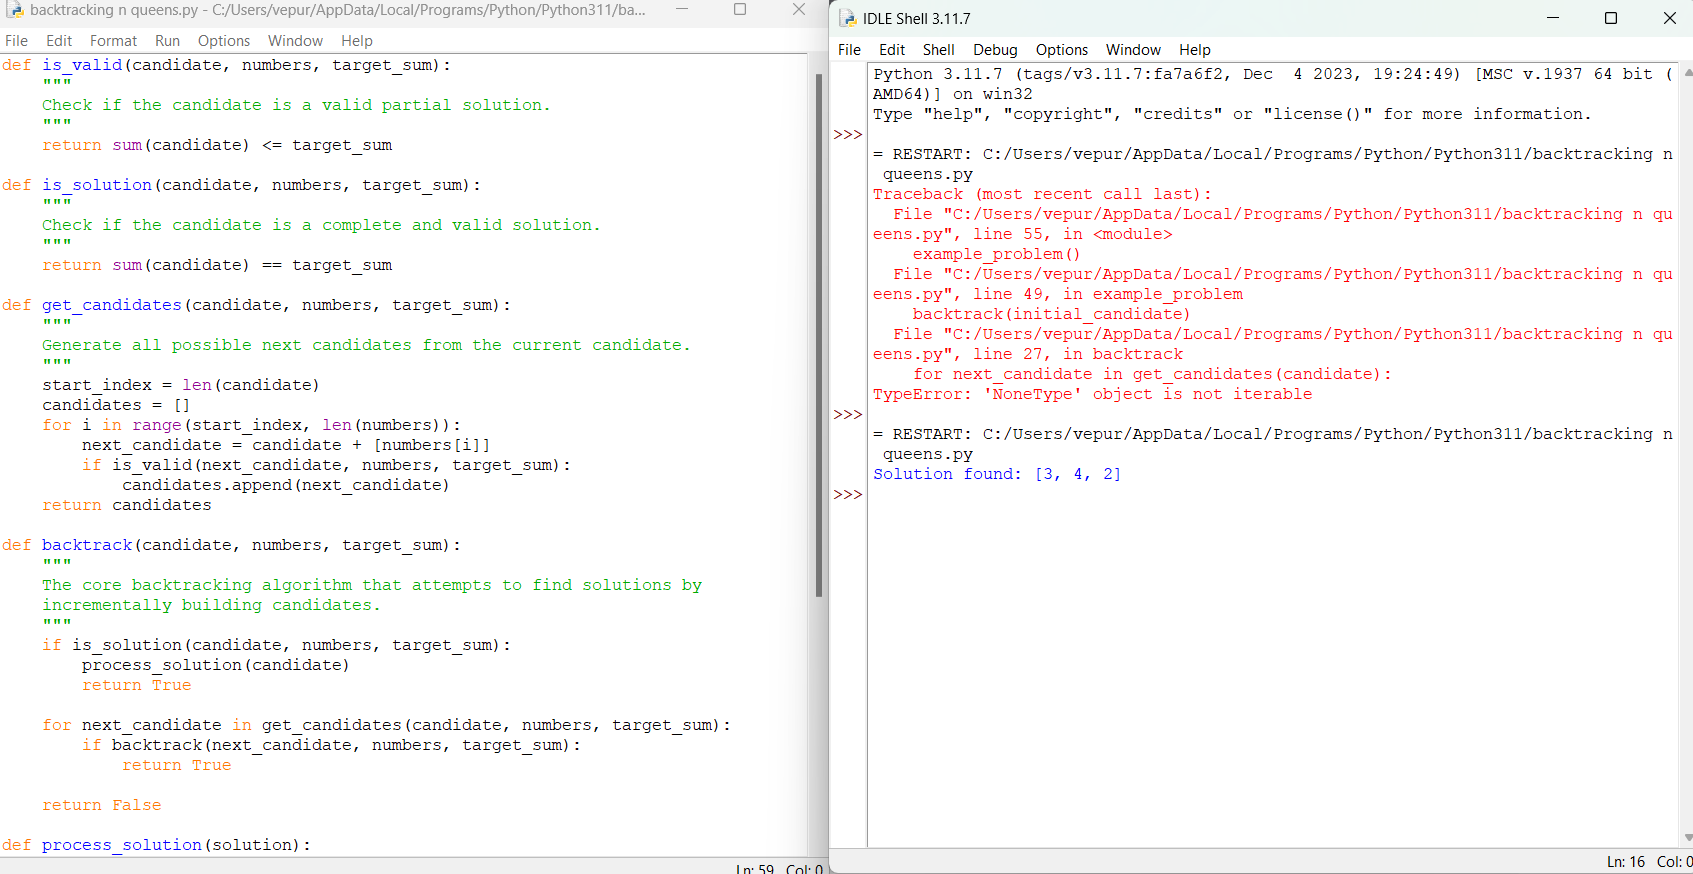 backtracking n queens.py - C:/Users/vepur/AppData/Local/Programs/Python/Python311/ba...
File Edit Format Run Options Window Help
def is_valid(candidate, numbers, target_sum):
    """
    Check if the candidate is a valid partial solution.
    """
    return sum(candidate) <= target_sum
def is_solution(candidate, numbers, target_sum):
    """
    Check if the candidate is a complete and valid solution.
    """
    return sum(candidate) == target_sum
def get_candidates(candidate, numbers, target_sum):
    """
    Generate all possible next candidates from the current candidate.
    """
    start_index = len(candidate)
    candidates = []
    for i in range(start_index, len(numbers)):
        next_candidate = candidate + [numbers[i]]
        if is_valid(next_candidate, numbers, target_sum):
            candidates.append(next_candidate)
    return candidates
def backtrack(candidate, numbers, target_sum):
    """
    The core backtracking algorithm that attempts to find solutions by
    incrementally building candidates.
    """
    if is_solution(candidate, numbers, target_sum):
        process_solution(candidate)
        return True
    for next_candidate in get_candidates(candidate, numbers, target_sum):
        if backtrack(next_candidate, numbers, target_sum):
            return True
    return False
def process_solution(solution):
Ln: 59 Col: 0
IDLE Shell 3.11.7
File Edit Shell Debug Options Window Help
Python 3.11.7 (tags/v3.11.7:fa7a6f2, Dec  4 2023, 19:24:49) [MSC v.1937 64 bit (
AMD64)] on win32
Type "help", "copyright", "credits" or "license()" for more information.
>>>
= RESTART: C:/Users/vepur/AppData/Local/Programs/Python/Python311/backtracking n
 queens.py
Traceback (most recent call last):
  File "C:/Users/vepur/AppData/Local/Programs/Python/Python311/backtracking n qu
eens.py", line 55, in <module>
    example_problem()
  File "C:/Users/vepur/AppData/Local/Programs/Python/Python311/backtracking n qu
eens.py", line 49, in example_problem
    backtrack(initial_candidate)
  File "C:/Users/vepur/AppData/Local/Programs/Python/Python311/backtracking n qu
eens.py", line 27, in backtrack
    for next_candidate in get_candidates(candidate):
TypeError: 'NoneType' object is not iterable
>>>
= RESTART: C:/Users/vepur/AppData/Local/Programs/Python/Python311/backtracking n
 queens.py
Solution found: [3, 4, 2]
>>>
Ln: 16 Col: 0